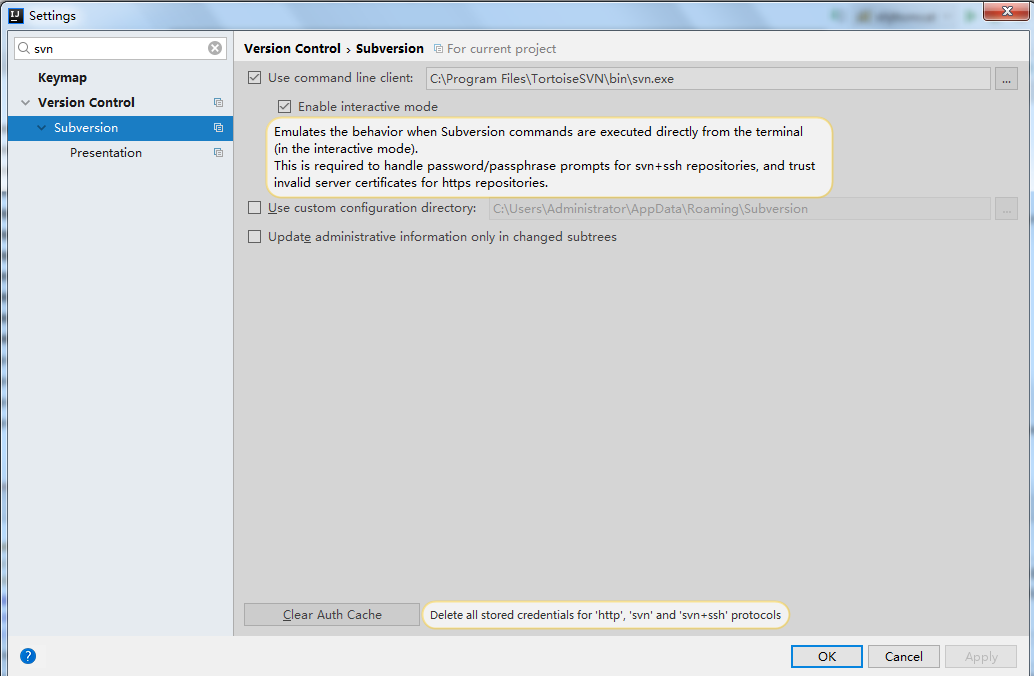 Settings
svn
Keymap
Version Control
Subversion
Presentation
Version Control › Subversion For current project
Use command line client: C:\Program Files\TortoiseSVN\bin\svn.exe ...
Enable interactive mode
Emulates the behavior when Subversion commands are executed directly from the terminal
(in the interactive mode).
This is required to handle password/passphrase prompts for svn+ssh repositories, and trust
invalid server certificates for https repositories.
Use custom configuration directory: C:\Users\Administrator\AppData\Roaming\Subversion ...
Update administrative information only in changed subtrees
Clear Auth Cache Delete all stored credentials for 'http', 'svn' and 'svn+ssh' protocols
? OK Cancel Apply